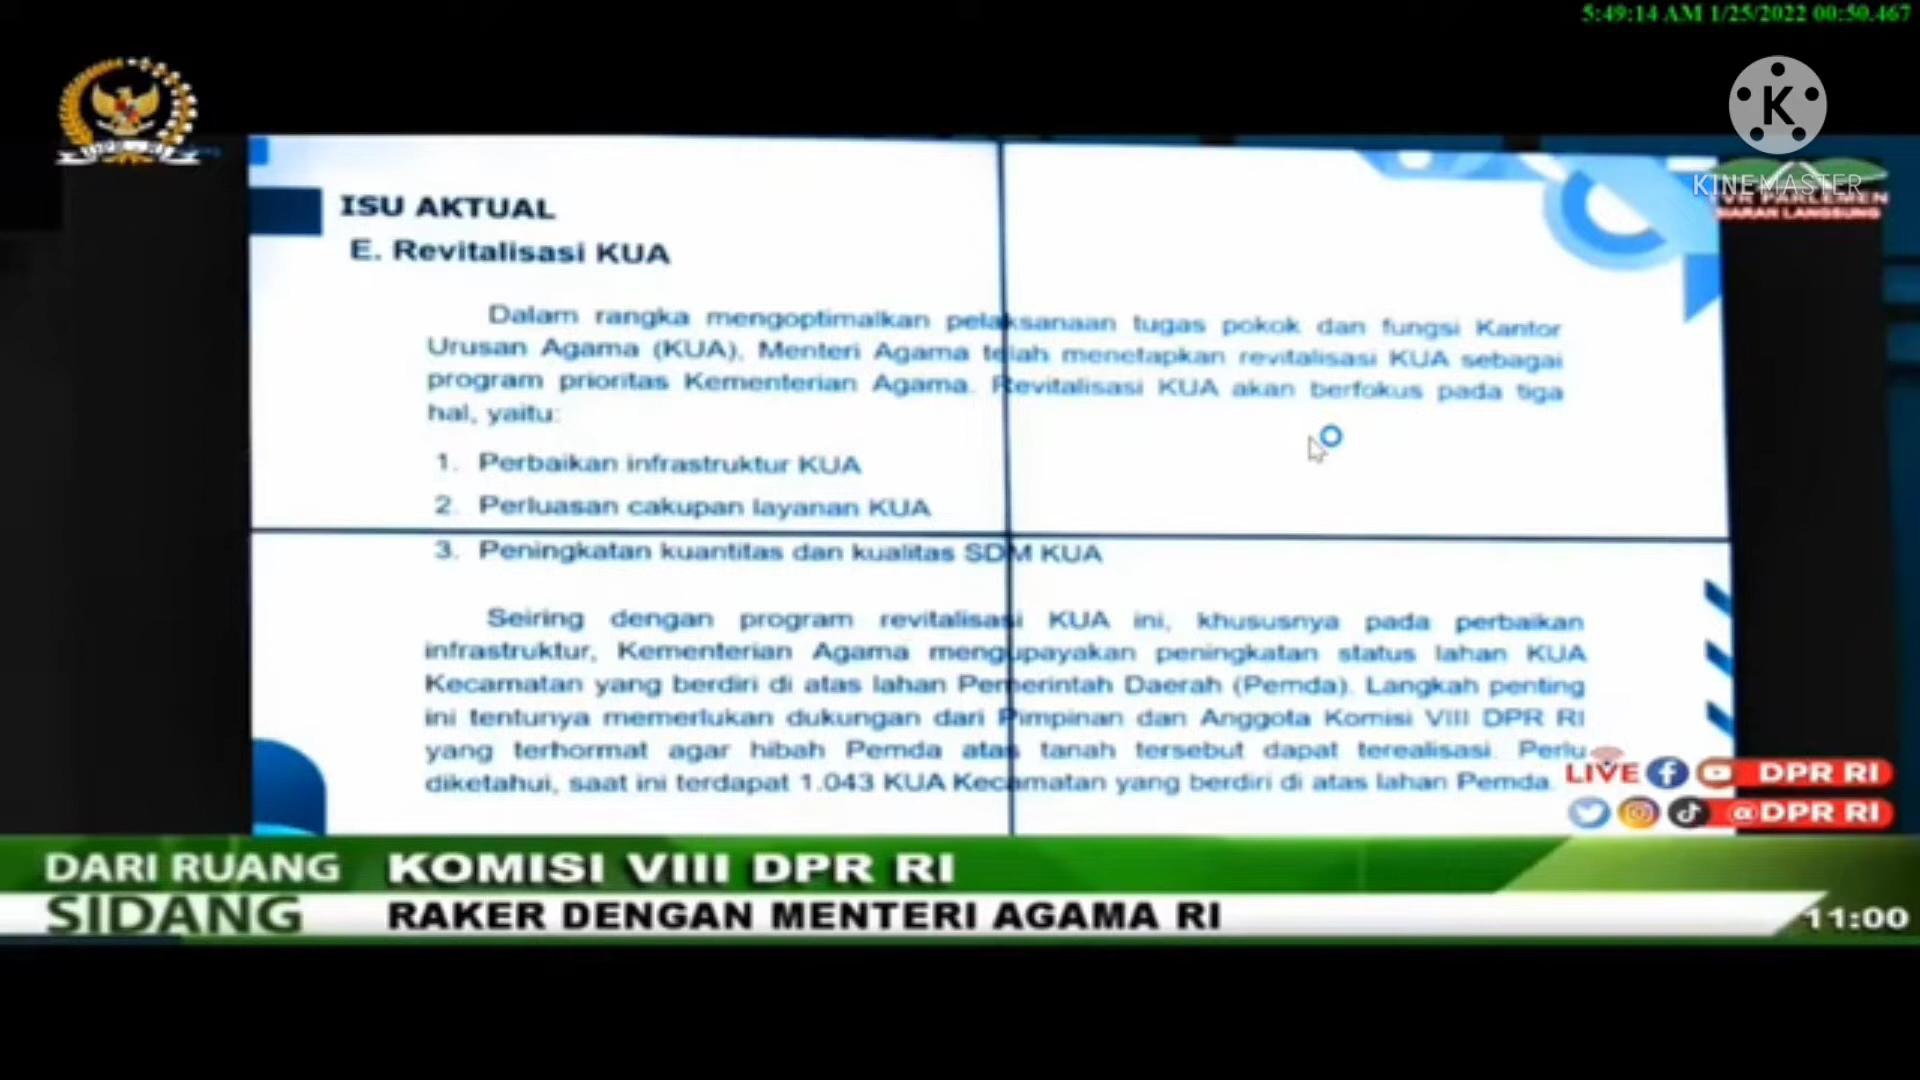 5:49:14 AM 1/25/2022 00:50.467
K
KINEMASTER
TVR PARLEMEN
SIARAN LANGSUNG
ISU AKTUAL
E. Revitalisasi KUA
Dalam rangka mengoptimalkan pelaksanaan tugas pokok dan fungsi Kantor
Urusan Agama (KUA), Menteri Agama telah menetapkan revitalisasi KUA sebagai
program prioritas Kementerian Agama. Revitalisasi KUA akan berfokus pada tiga
hal, yaitu:
1. Perbaikan infrastruktur KUA
2. Perluasan cakupan layanan KUA
3. Peningkatan kuantitas dan kualitas SDM KUA
Seiring dengan program revitalisasi KUA ini, khususnya pada perbaikan
infrastruktur, Kementerian Agama mengupayakan peningkatan status lahan KUA
Kecamatan yang berdiri di atas lahan Pemerintah Daerah (Pemda). Langkah penting
ini tentunya memerlukan dukungan dari Pimpinan dan Anggota Komisi VIII DPR RI
yang terhormat agar hibah Pemda atas tanah tersebut dapat terealisasi. Perlu
diketahui, saat ini terdapat 1.043 KUA Kecamatan yang berdiri di atas lahan Pemda.
LIVE DPR RI
@DPR RI
DARI RUANG
SIDANG
KOMISI VIII DPR RI
RAKER DENGAN MENTERI AGAMA RI
11:00